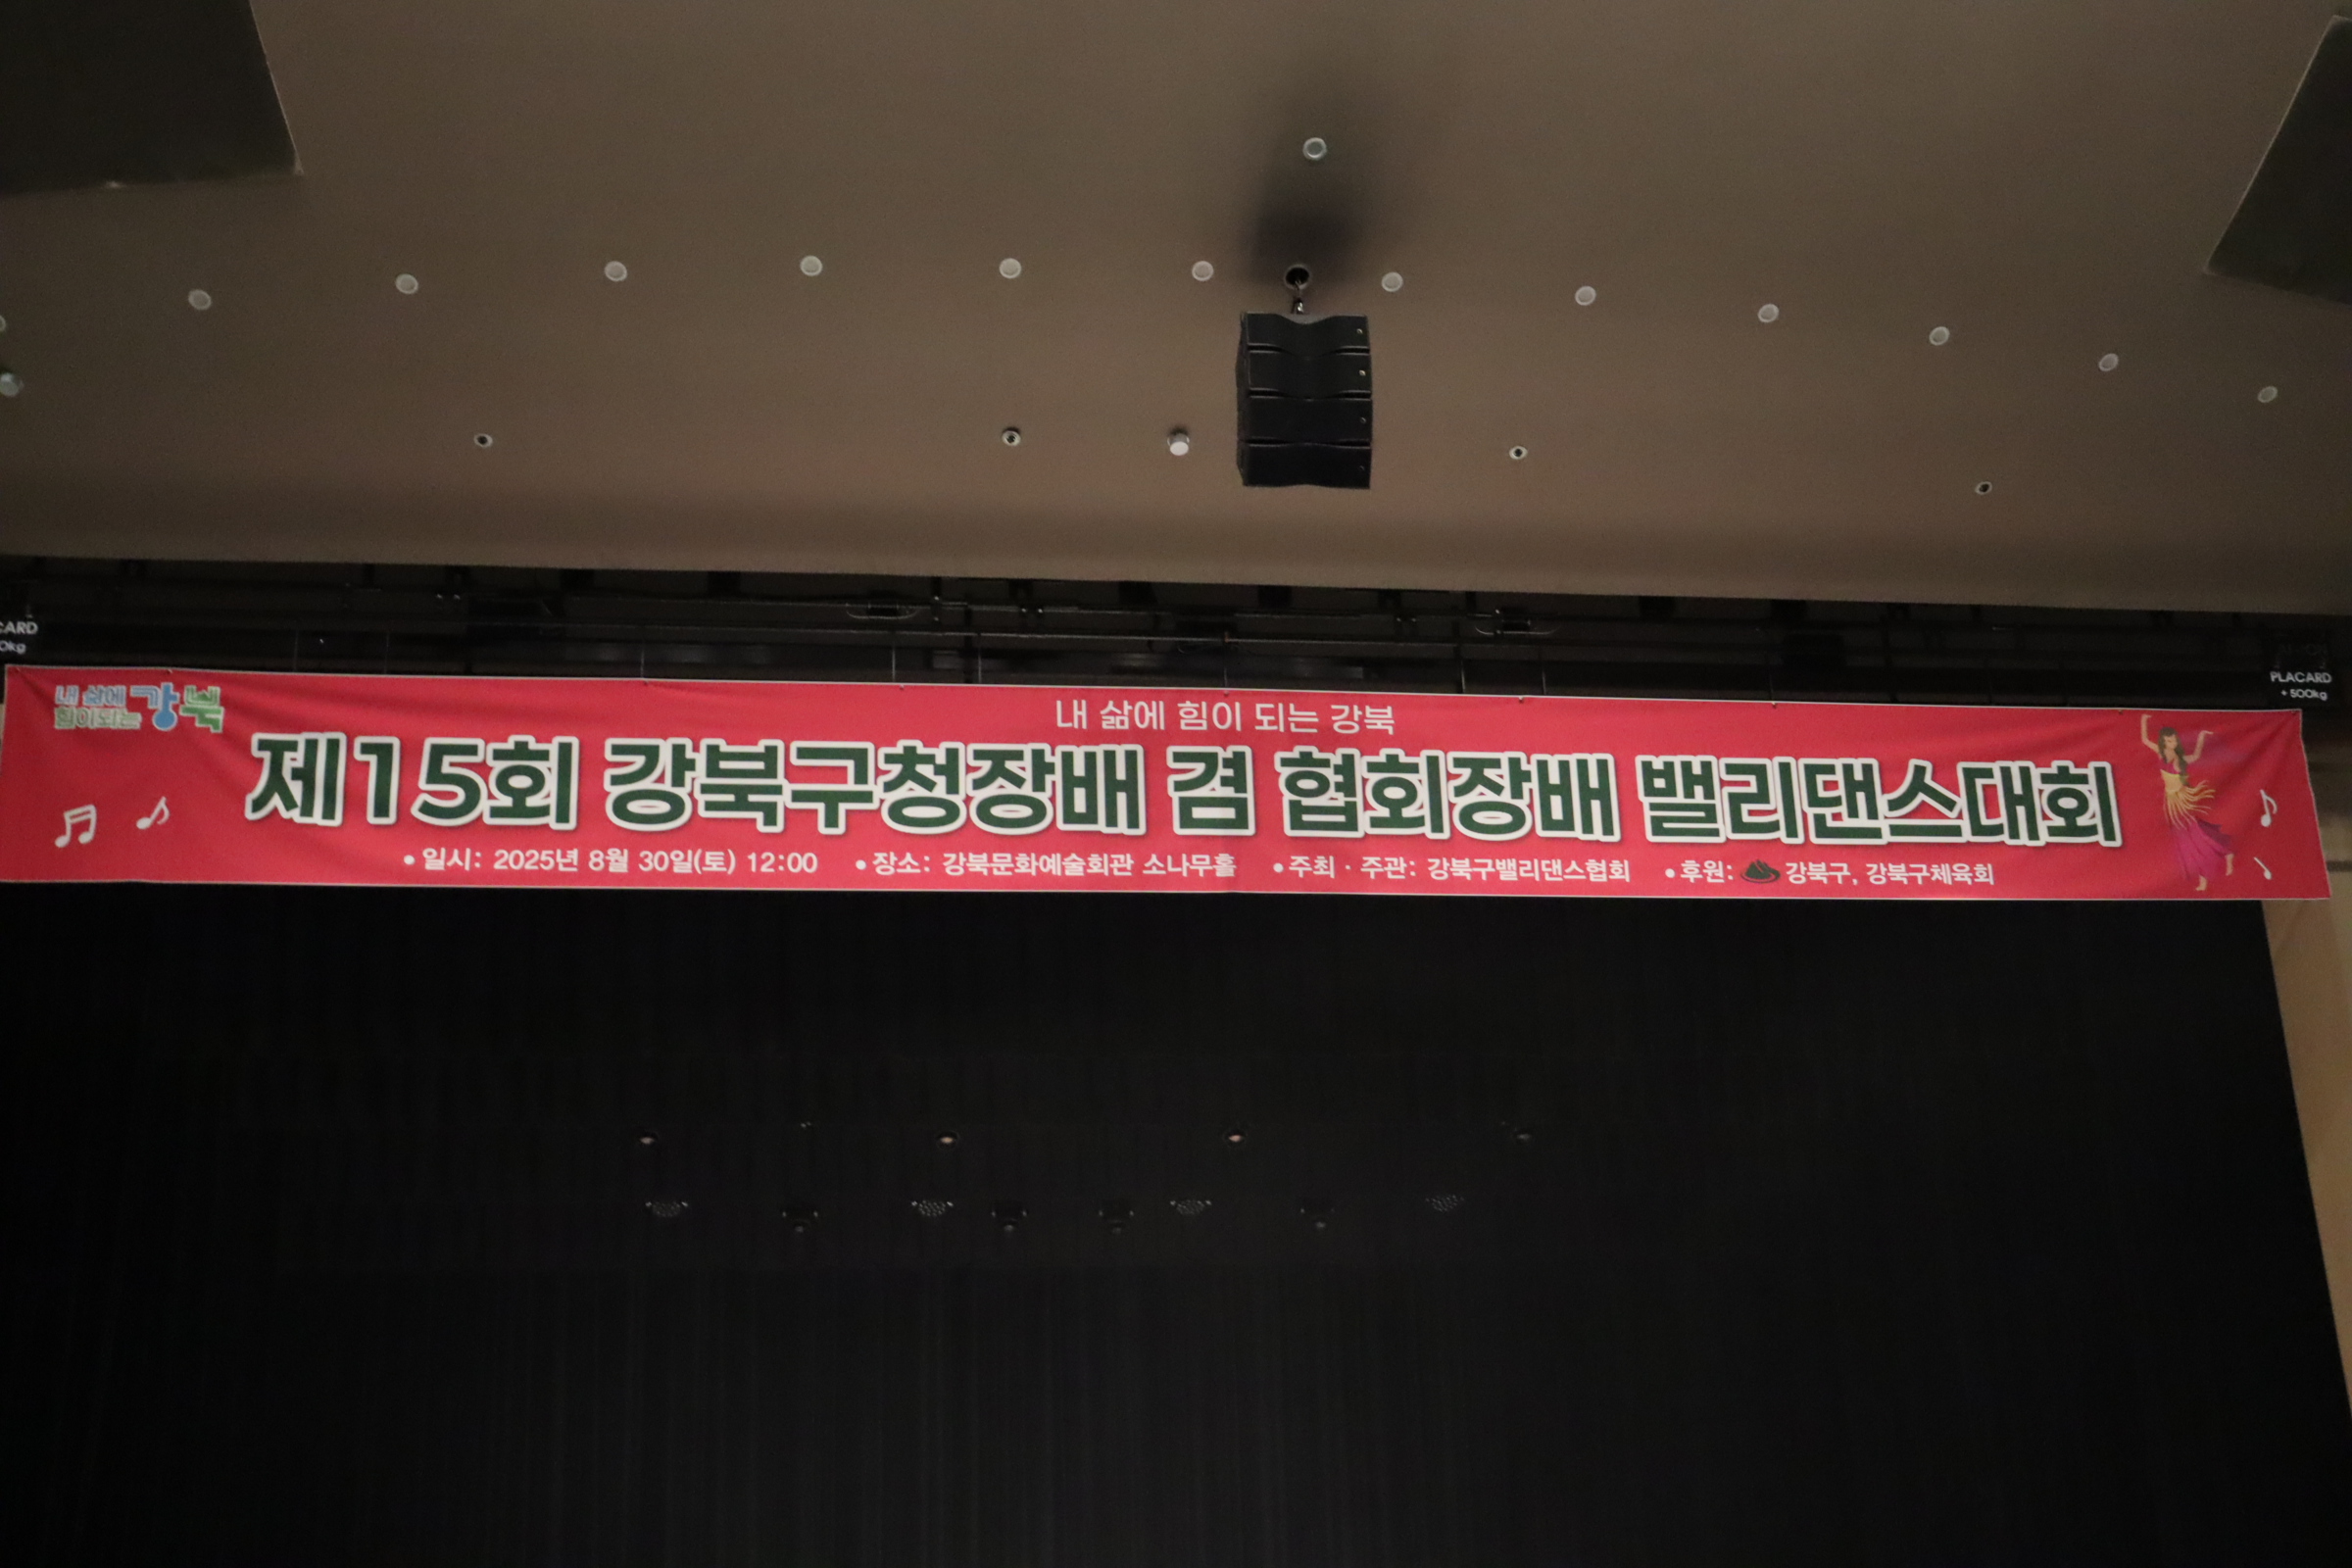 CARD
0kg
PLACARD
+500kg
내 삶에
힘이되는 강북
내 삶에 힘이 되는 강북
제15회 강북구청장배 겸 협회장배 밸리댄스대회
• 일시: 2025년 8월 30일(토) 12:00 • 장소: 강북문화예술회관 소나무홀 • 주최 · 주관: 강북구밸리댄스협회 • 후원: 강북구, 강북구체육회